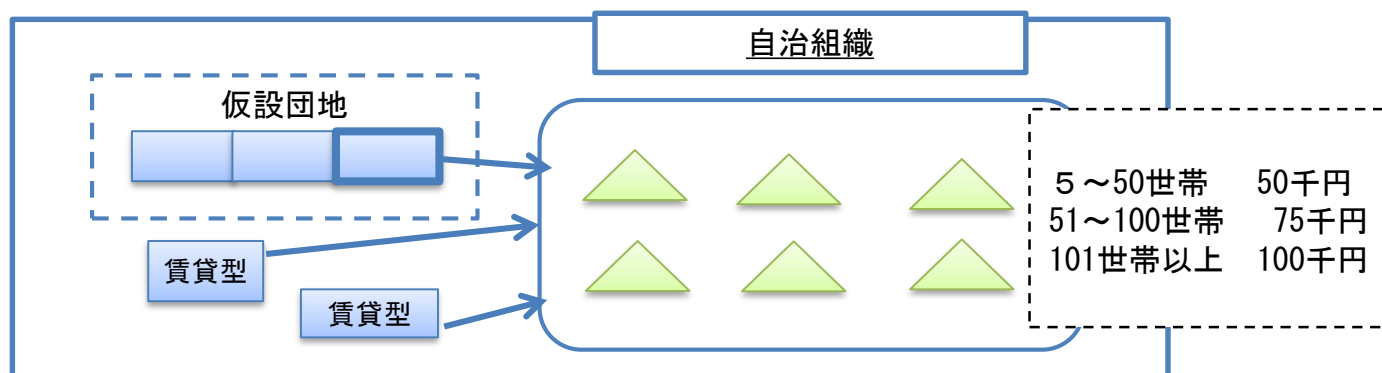 自治組織
仮設団地
５～50世帯　　50千円
51～100世帯　　75千円
101世帯以上　100千円
賃貸型
賃貸型